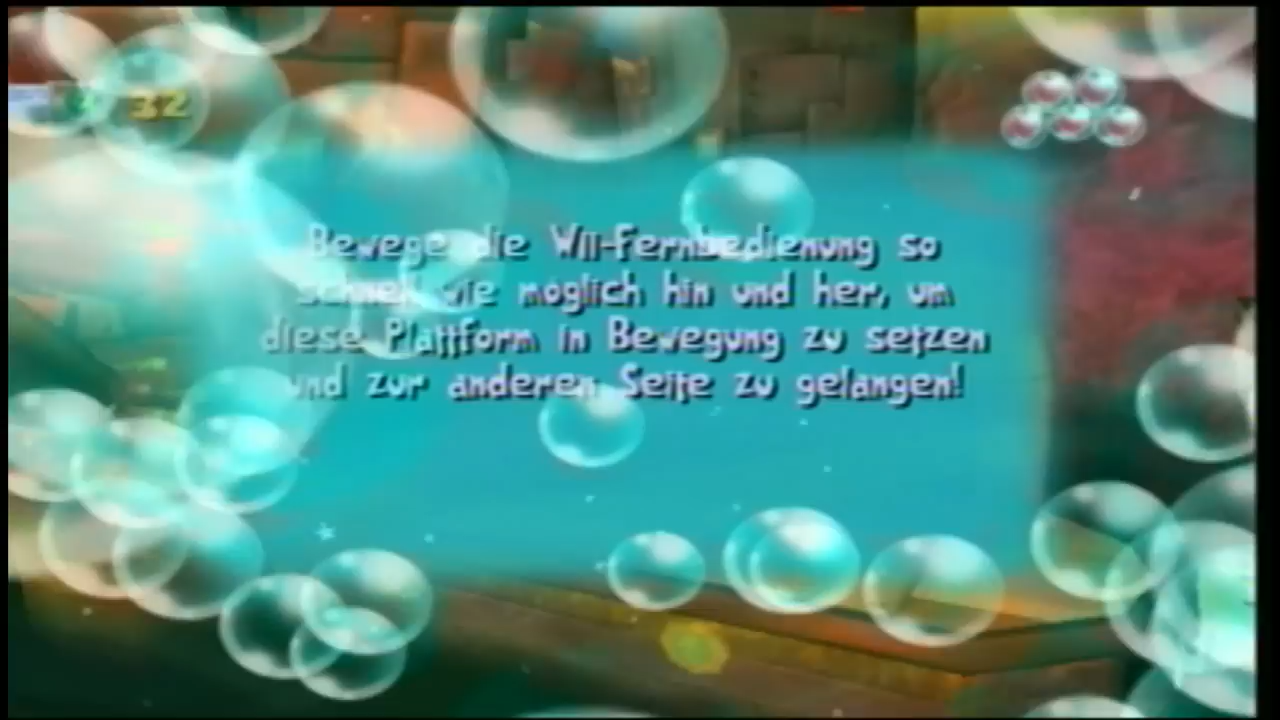 32
Bewege die Wii-Fernbedienung so
schnell wie möglich hin und her, um
diese Plattform in Bewegung zu setzen
und zur anderen Seite zu gelangen!